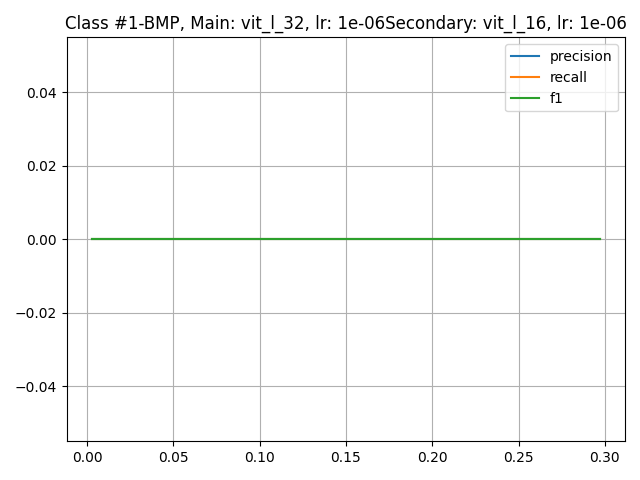 Class #1-BMP, Main: vit_l_32, lr: 1e-06Secondary: vit_l_16, lr: 1e-06
precision
recall
f1
0.04
0.02
0.00
−0.02
−0.04
0.00 0.05 0.10 0.15 0.20 0.25 0.30